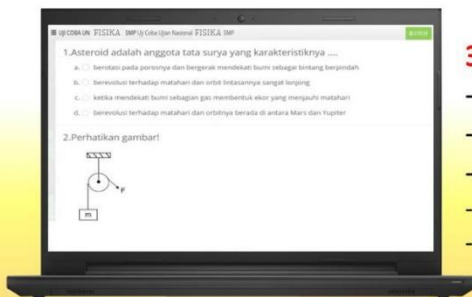 UJI COBA UN FISIKA SMP Uji Coba Ujian Nasional FISIKA SMP
1.Asteroid adalah anggota tata surya yang karakteristiknya ....
a. berotasi pada porosnya dan bergerak mendekati bumi sebagai bintang berpindah
b. berevolusi terhadap matahari dan orbit lintasannya sangat lonjong
c. ketika mendekati bumi sebagian gas membentuk ekor yang menjauhi matahari
d. berevolusi terhadap matahari dan orbitnya berada di antara Mars dan Yupiter
2.Perhatikan gambar!
F
m
3